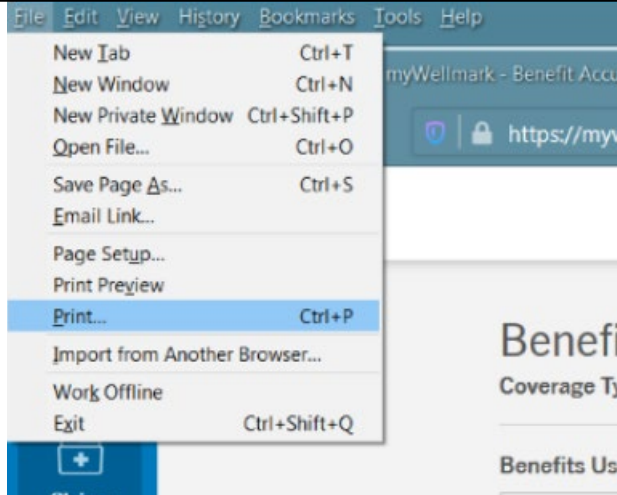 File Edit View History Bookmarks Tools Help
New Tab Ctrl+T
New Window Ctrl+N
New Private Window Ctrl+Shift+P
Open File... Ctrl+O
Save Page As... Ctrl+S
Email Link...
Page Setup...
Print Preview
Print... Ctrl+P
Import from Another Browser...
Work Offline
Exit Ctrl+Shift+Q
myWellmark - Benefit Accu
https://myw
Benefi
Coverage Ty
Benefits Us